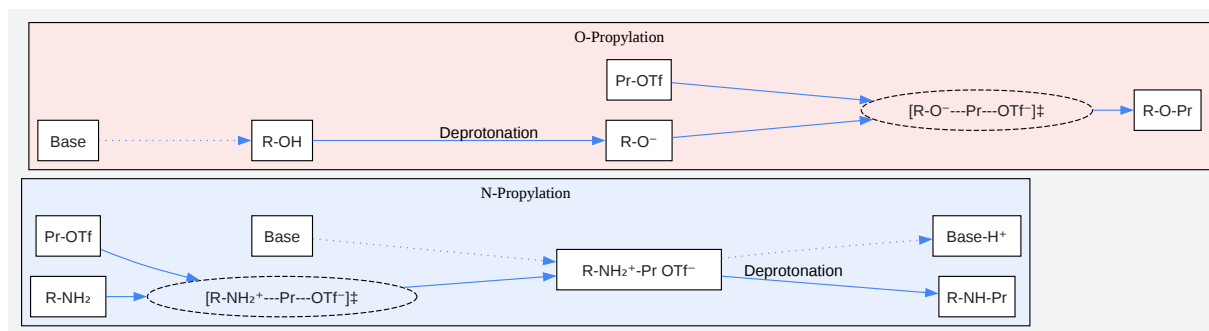 O-Propylation
Pr-OTf
[R-O⁻---Pr---OTf⁻]‡
R-O-Pr
Base
R-OH
Deprotonation
R-O⁻
N-Propylation
Pr-OTf
Base
Base-H⁺
R-NH₂⁺-Pr OTf⁻
Deprotonation
R-NH₂
[R-NH₂⁺---Pr---OTf⁻]‡
R-NH-Pr